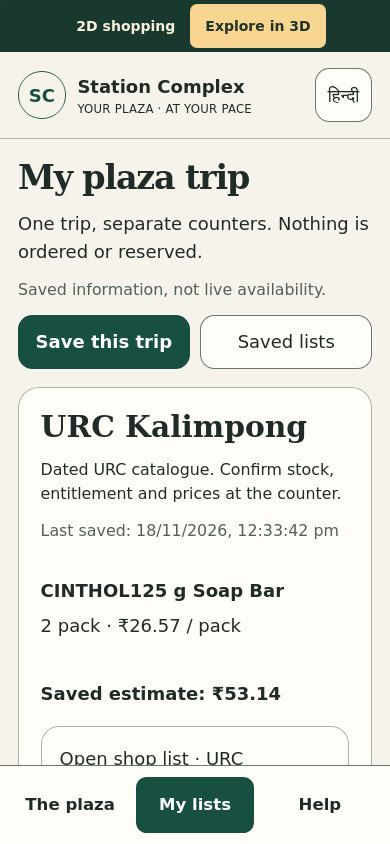 2D shopping Explore in 3D
SC
Station Complex
YOUR PLAZA · AT YOUR PACE
हिन्दी
My plaza trip
One trip, separate counters. Nothing is
ordered or reserved.
Saved information, not live availability.
Save this trip Saved lists
URC Kalimpong
Dated URC catalogue. Confirm stock,
entitlement and prices at the counter.
Last saved: 18/11/2026, 12:33:42 pm
CINTHOL125 g Soap Bar
2 pack · ₹26.57 / pack
Saved estimate: ₹53.14
Open shop list · URC
The plaza My lists Help